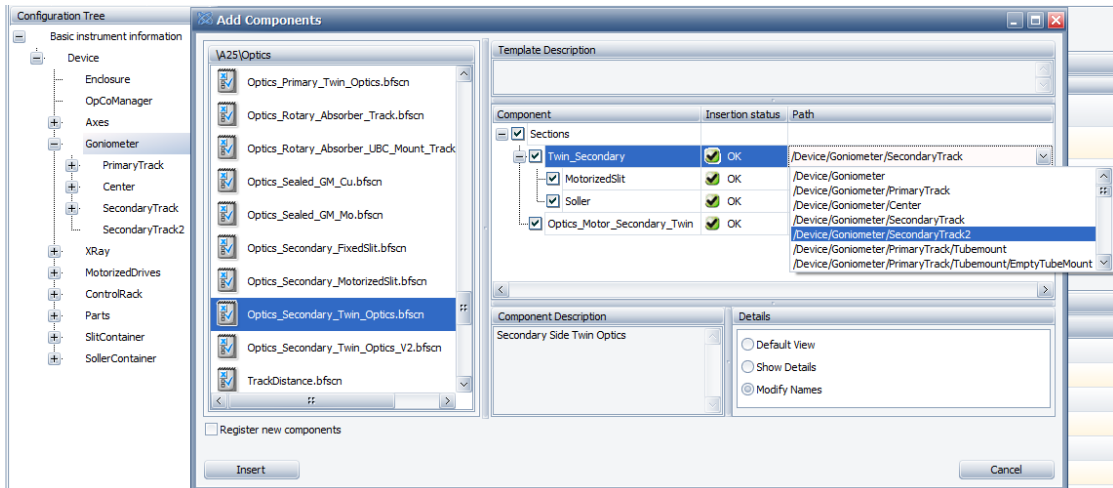 Configuration Tree
Basic instrument information
Device
Enclosure
OpCoManager
Axes
Goniometer
PrimaryTrack
Center
SecondaryTrack
SecondaryTrack2
XRay
MotorizedDrives
ControlRack
Parts
SlitContainer
SollerContainer
Add Components
\A25\Optics
Optics_Primary_Twin_Optics.bfscn
Optics_Rotary_Absorber_Track.bfscn
Optics_Rotary_Absorber_UBC_Mount_Track
Optics_Sealed_GM_Cu.bfscn
Optics_Sealed_GM_Mo.bfscn
Optics_Secondary_FixedSlit.bfscn
Optics_Secondary_MotorizedSlit.bfscn
Optics_Secondary_Twin_Optics.bfscn
Optics_Secondary_Twin_Optics_V2.bfscn
TrackDistance.bfscn
Register new components
Insert
Template Description
Component Insertion status Path
Sections
Twin_Secondary OK /Device/Goniometer/SecondaryTrack
MotorizedSlit OK
Soller OK
Optics_Motor_Secondary_Twin OK
/Device/Goniometer
/Device/Goniometer/PrimaryTrack
/Device/Goniometer/Center
/Device/Goniometer/SecondaryTrack
/Device/Goniometer/SecondaryTrack2
/Device/Goniometer/PrimaryTrack/Tubemount
/Device/Goniometer/PrimaryTrack/Tubemount/EmptyTubeMount
Component Description
Secondary Side Twin Optics
Details
Default View
Show Details
Modify Names
Cancel